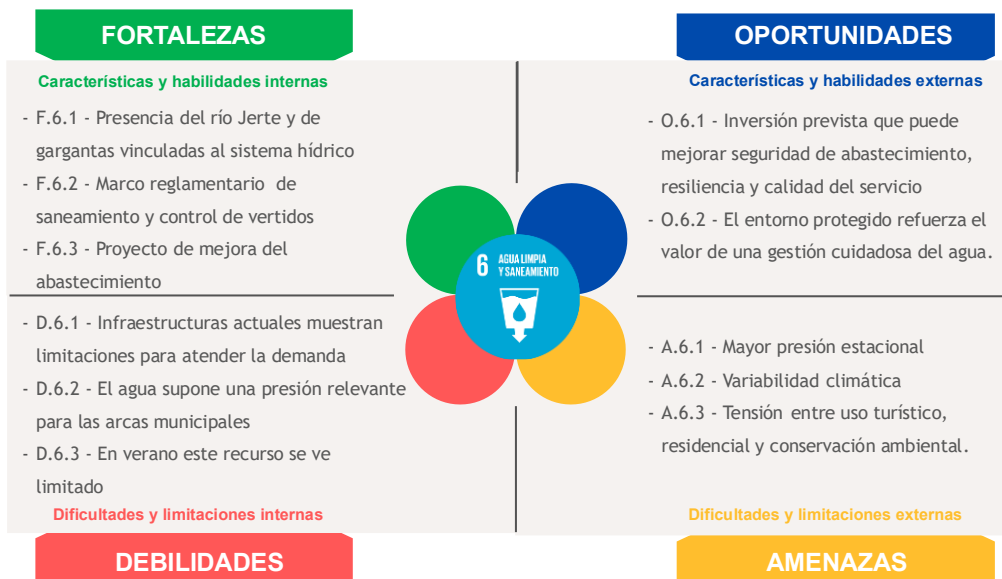 FORTALEZAS
Características y habilidades internas
- F.6.1 - Presencia del río Jerte y de
gargantas vinculadas al sistema hídrico
- F.6.2 - Marco reglamentario de
saneamiento y control de vertidos
- F.6.3 - Proyecto de mejora del
abastecimiento
OPORTUNIDADES
Características y habilidades externas
- O.6.1 - Inversión prevista que puede
mejorar seguridad de abastecimiento,
resiliencia y calidad del servicio
- O.6.2 - El entorno protegido refuerza el
valor de una gestión cuidadosa del agua.
6 AGUA LIMPIA
Y SANEAMIENTO
- D.6.1 - Infraestructuras actuales muestran
limitaciones para atender la demanda
- D.6.2 - El agua supone una presión relevante
para las arcas municipales
- D.6.3 - En verano este recurso se ve
limitado
Dificultades y limitaciones internas
DEBILIDADES
- A.6.1 - Mayor presión estacional
- A.6.2 - Variabilidad climática
- A.6.3 - Tensión entre uso turístico,
residencial y conservación ambiental.
Dificultades y limitaciones externas
AMENAZAS